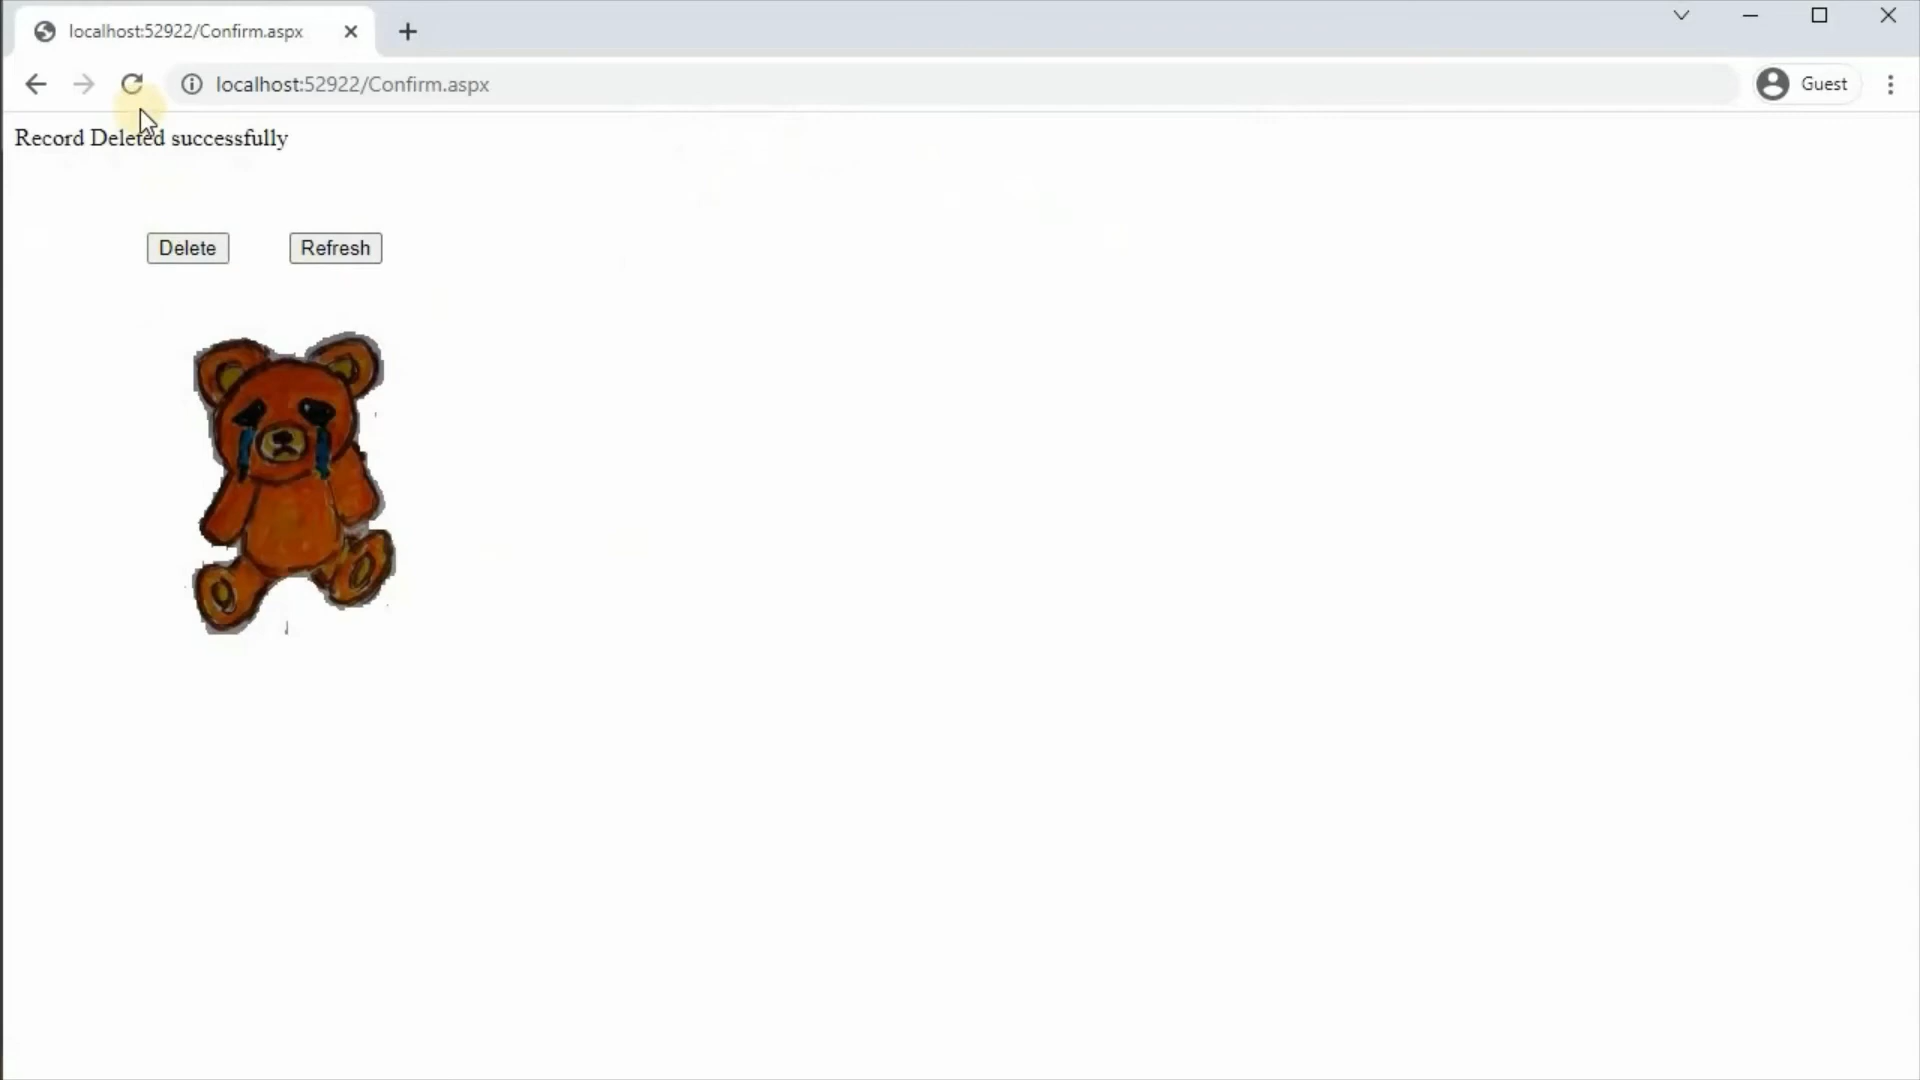 localhost:52922/Confirm.aspx
localhost:52922/Confirm.aspx
Guest
Record Deleted successfully
Delete
Refresh